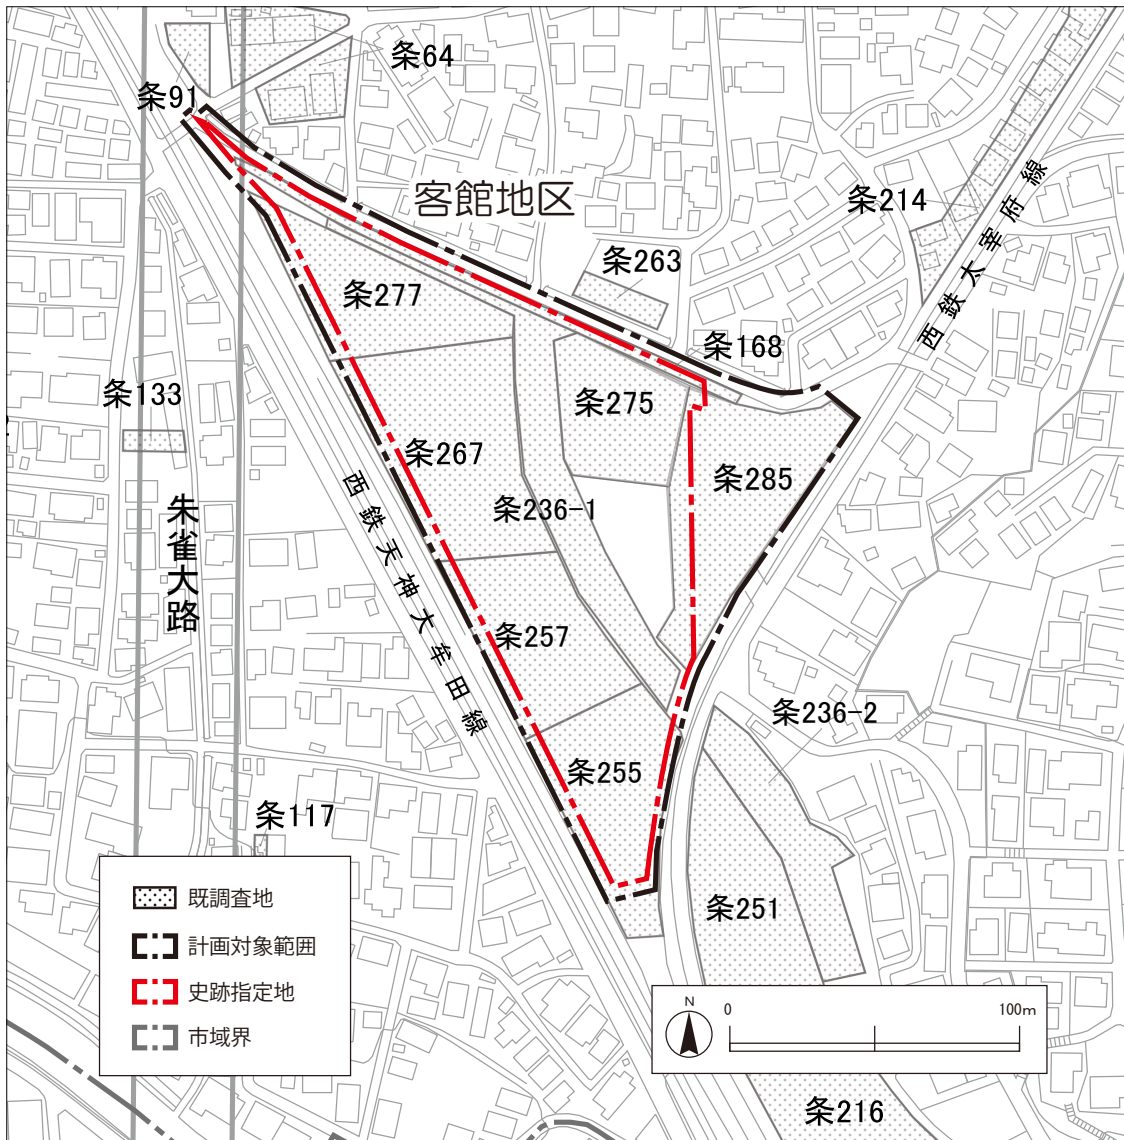 条64
条91
客館地区
条214
条263
条277
条168
西鉄太宰府線
条133
条275
条267
条285
条236-1
西鉄天神大牟田線
朱雀大路
条257
条236-2
条255
条117
条251
既調査地
計画対象範囲
史跡指定地
市域界
N
0
100m
条216